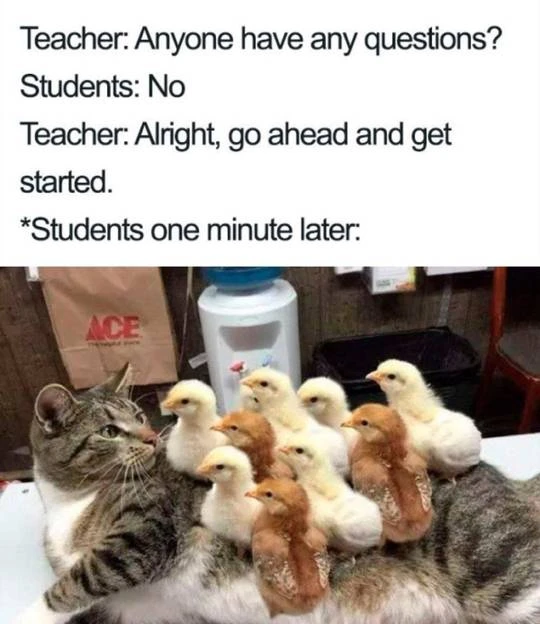 Teacher: Anyone have any questions?
Students: No
Teacher: Alright, go ahead and get
started.
*Students one minute later:
ACE